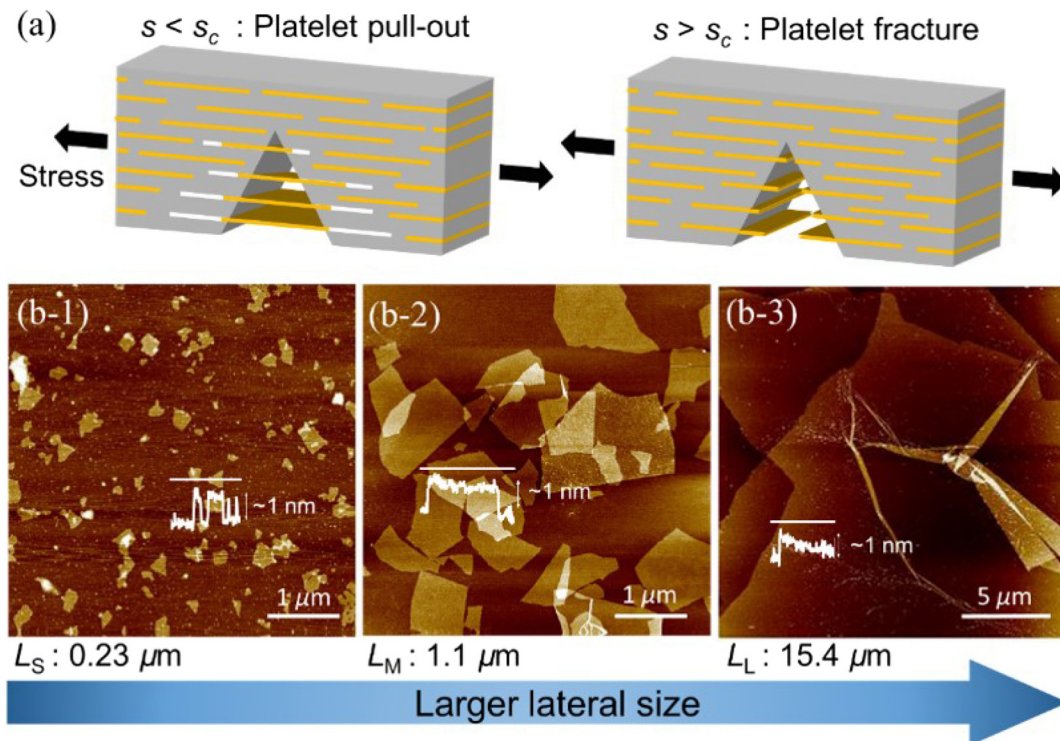 (a)
s < sc : Platelet pull-out
s > sc : Platelet fracture
Stress
(b-1)
(b-2)
(b-3)
~1 nm
~1 nm
~1 nm
1 μm
1 μm
5 μm
LS : 0.23 μm
LM : 1.1 μm
LL : 15.4 μm
Larger lateral size